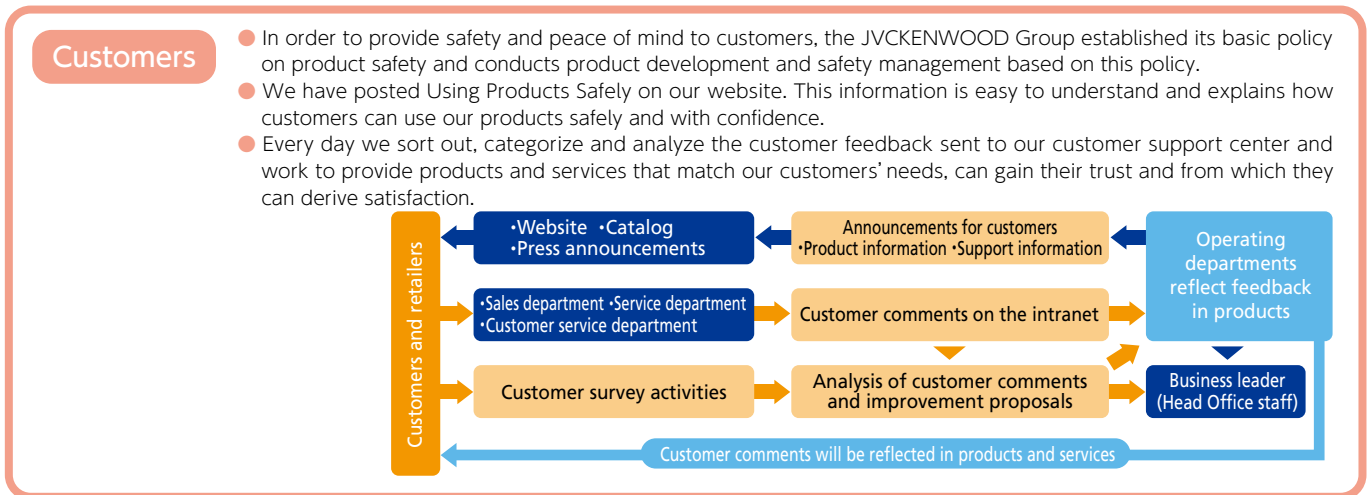 Customers
● In order to provide safety and peace of mind to customers, the JVCKENWOOD Group established its basic policy
on product safety and conducts product development and safety management based on this policy.
● We have posted Using Products Safely on our website. This information is easy to understand and explains how
customers can use our products safely and with confidence.
● Every day we sort out, categorize and analyze the customer feedback sent to our customer support center and
work to provide products and services that match our customers' needs, can gain their trust and from which they
can derive satisfaction.
Customers and retailers
•Website •Catalog
•Press announcements
Announcements for customers
•Product information •Support information
Operating
departments
reflect feedback
in products
•Sales department •Service department
•Customer service department
Customer comments on the intranet
Customer survey activities
Analysis of customer comments
and improvement proposals
Business leader
(Head Office staff)
Customer comments will be reflected in products and services